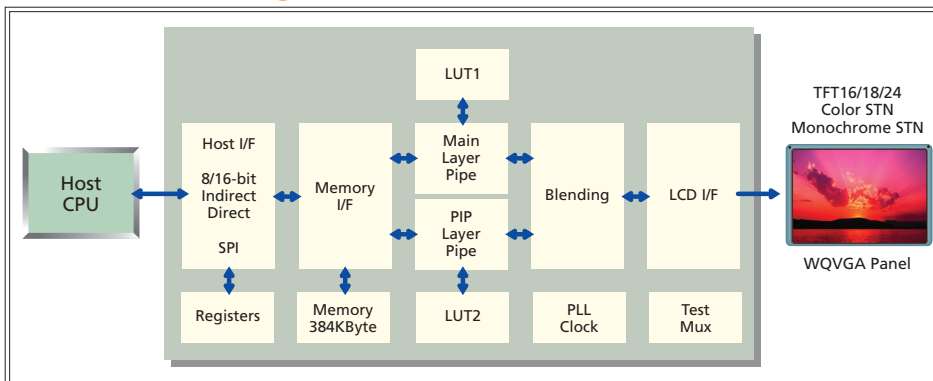 LUT1
TFT16/18/24
Color STN
Monochrome STN
Host
CPU
Host I/F
8/16-bit
Indirect
Direct
SPI
Memory
I/F
Main
Layer
Pipe
PIP
Layer
Pipe
Blending
LCD I/F
WQVGA Panel
Registers
Memory
384KByte
LUT2
PLL
Clock
Test
Mux